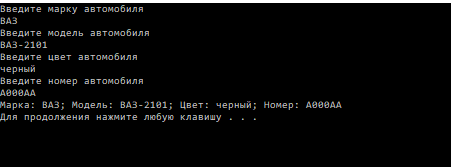 Введите марку автомобиля
ВАЗ
Введите модель автомобиля
ВАЗ-2101
Введите цвет автомобиля
черный
Введите номер автомобиля
А000АА
Марка: ВАЗ; Модель: ВАЗ-2101; Цвет: черный; Номер: А000АА
Для продолжения нажмите любую клавишу . . .